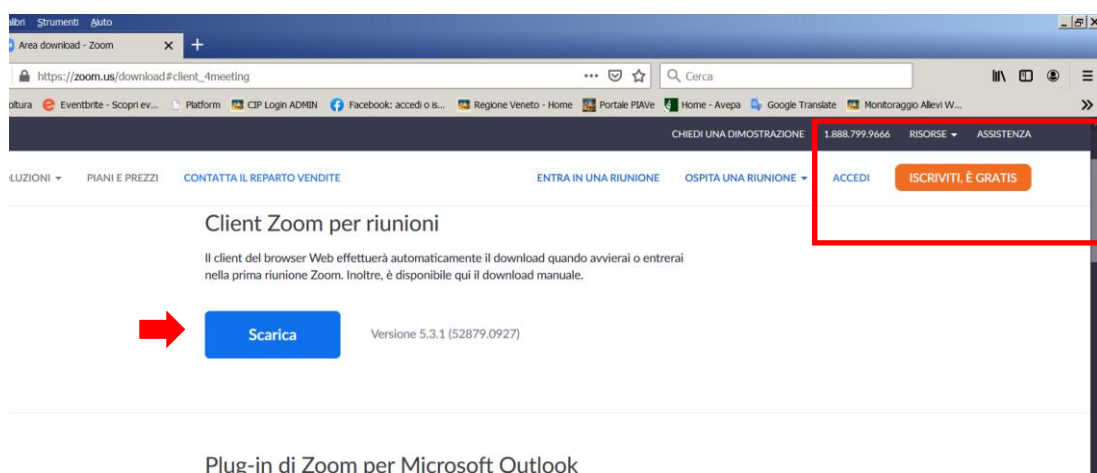 Strumenti Aiuto
Area download - Zoom
https://zoom.us/download#client_4meeting
Cerca
Eventbrite - Scopri ev... Platform CIP Login ADMIN Facebook: accedi o is... Regione Veneto - Home Portale PIAVe Home - Avepa Google Translate Monitoraggio Allevi W...
CHIEDI UNA DIMOSTRAZIONE 1.888.799.9666 RISORSE ASSISTENZA
PIANI E PREZZI CONTATTA IL REPARTO VENDITE ENTRA IN UNA RIUNIONE OSPITA UNA RIUNIONE ACCEDI ISCRIVITI, È GRATIS
Client Zoom per riunioni
Il client del browser Web effettuerà automaticamente il download quando avvierai o entrerai
nella prima riunione Zoom. Inoltre, è disponibile qui il download manuale.
Scarica Versione 5.3.1 (52879.0927)
Plug-in di Zoom per Microsoft Outlook